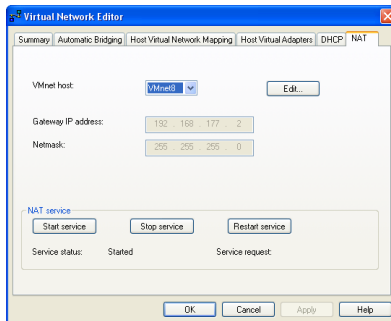 Virtual Network Editor
Summary Automatic Bridging Host Virtual Network Mapping Host Virtual Adapters DHCP NAT
VMnet host: VMnet8 Edit...
Gateway IP address: 192 . 168 . 177 . 2
Netmask: 255 . 255 . 255 . 0
NAT service
Start service Stop service Restart service
Service status: Started Service request:
OK Cancel Apply Help